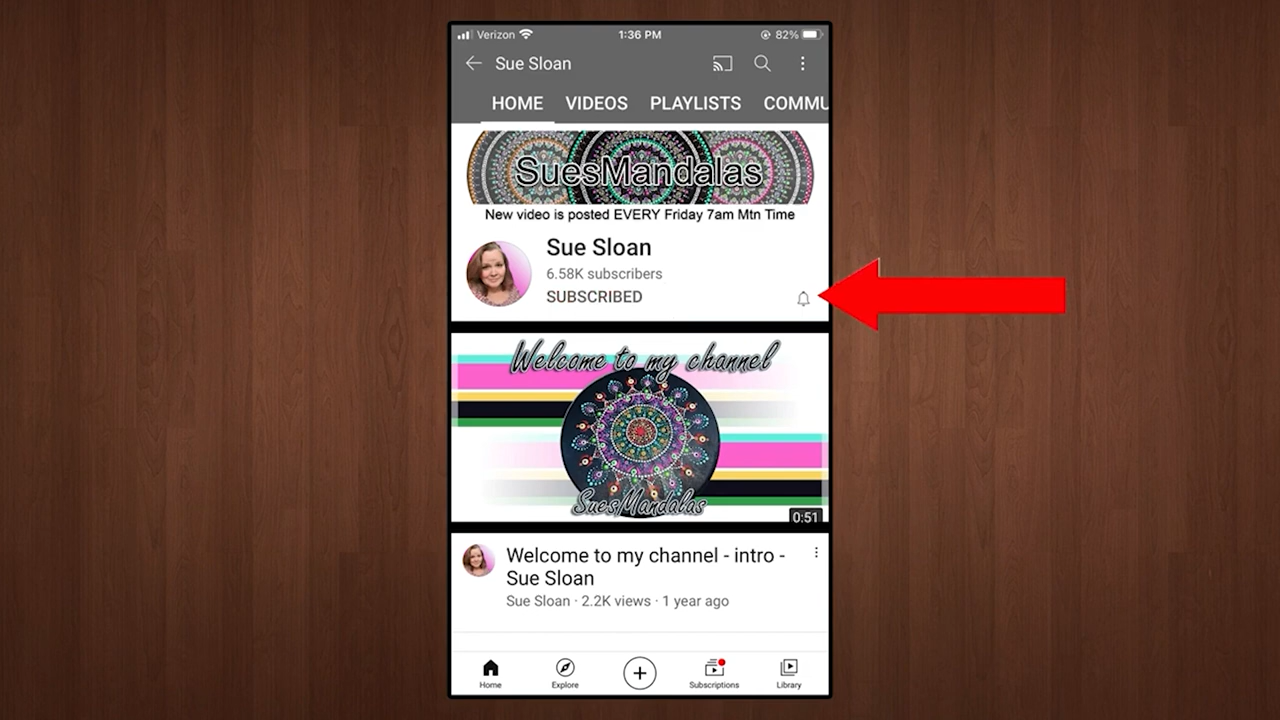 Verizon 1:36 PM 82%
Sue Sloan
HOME VIDEOS PLAYLISTS COMMU
SuesMandalas
New video is posted EVERY Friday 7am Mtn Time
Sue Sloan
6.58K subscribers
SUBSCRIBED
Welcome to my channel
SuesMandalas
0:51
Welcome to my channel - intro -
Sue Sloan
Sue Sloan · 2.2K views · 1 year ago
Home Explore Subscriptions Library